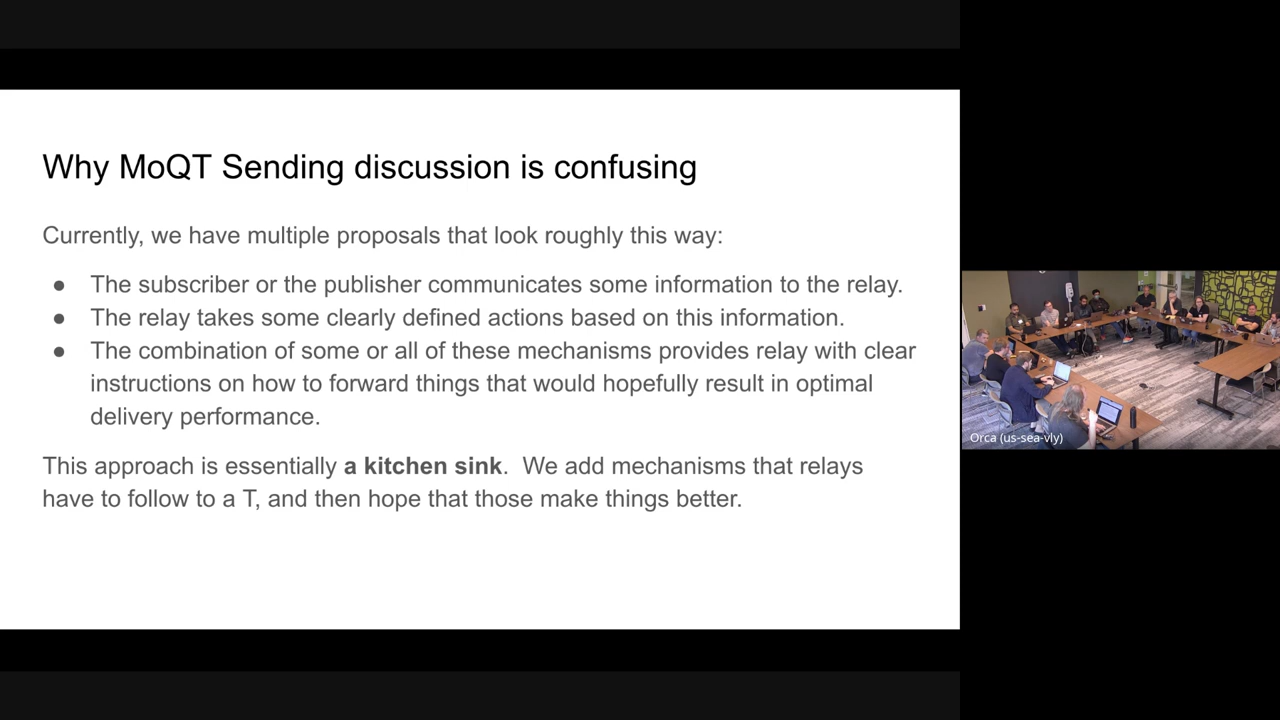 Why MoQT Sending discussion is confusing
Currently, we have multiple proposals that look roughly this way:
● The subscriber or the publisher communicates some information to the relay.
● The relay takes some clearly defined actions based on this information.
● The combination of some or all of these mechanisms provides relay with clear
instructions on how to forward things that would hopefully result in optimal
delivery performance.
This approach is essentially a kitchen sink.  We add mechanisms that relays
have to follow to a T, and then hope that those make things better.
Orca (us-sea-vly)